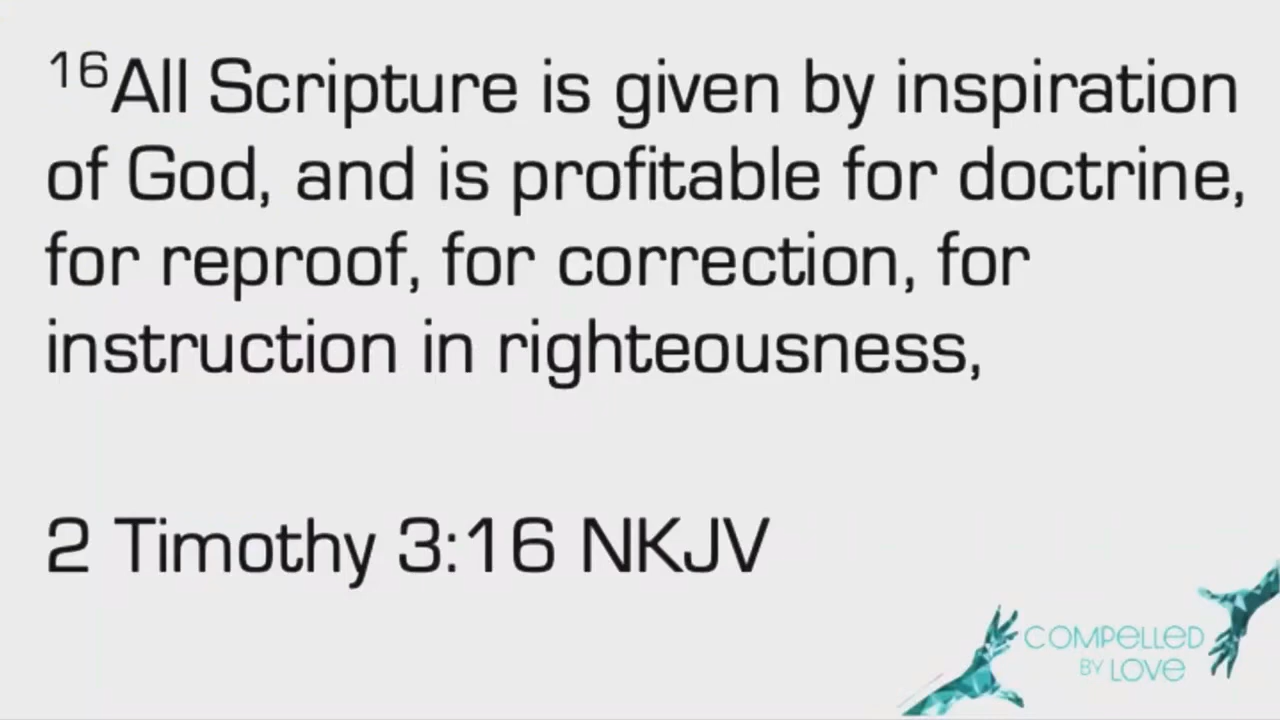 ¹⁶All Scripture is given by inspiration
of God, and is profitable for doctrine,
for reproof, for correction, for
instruction in righteousness,
2 Timothy 3:16 NKJV
COMPELLED
BY LOVE